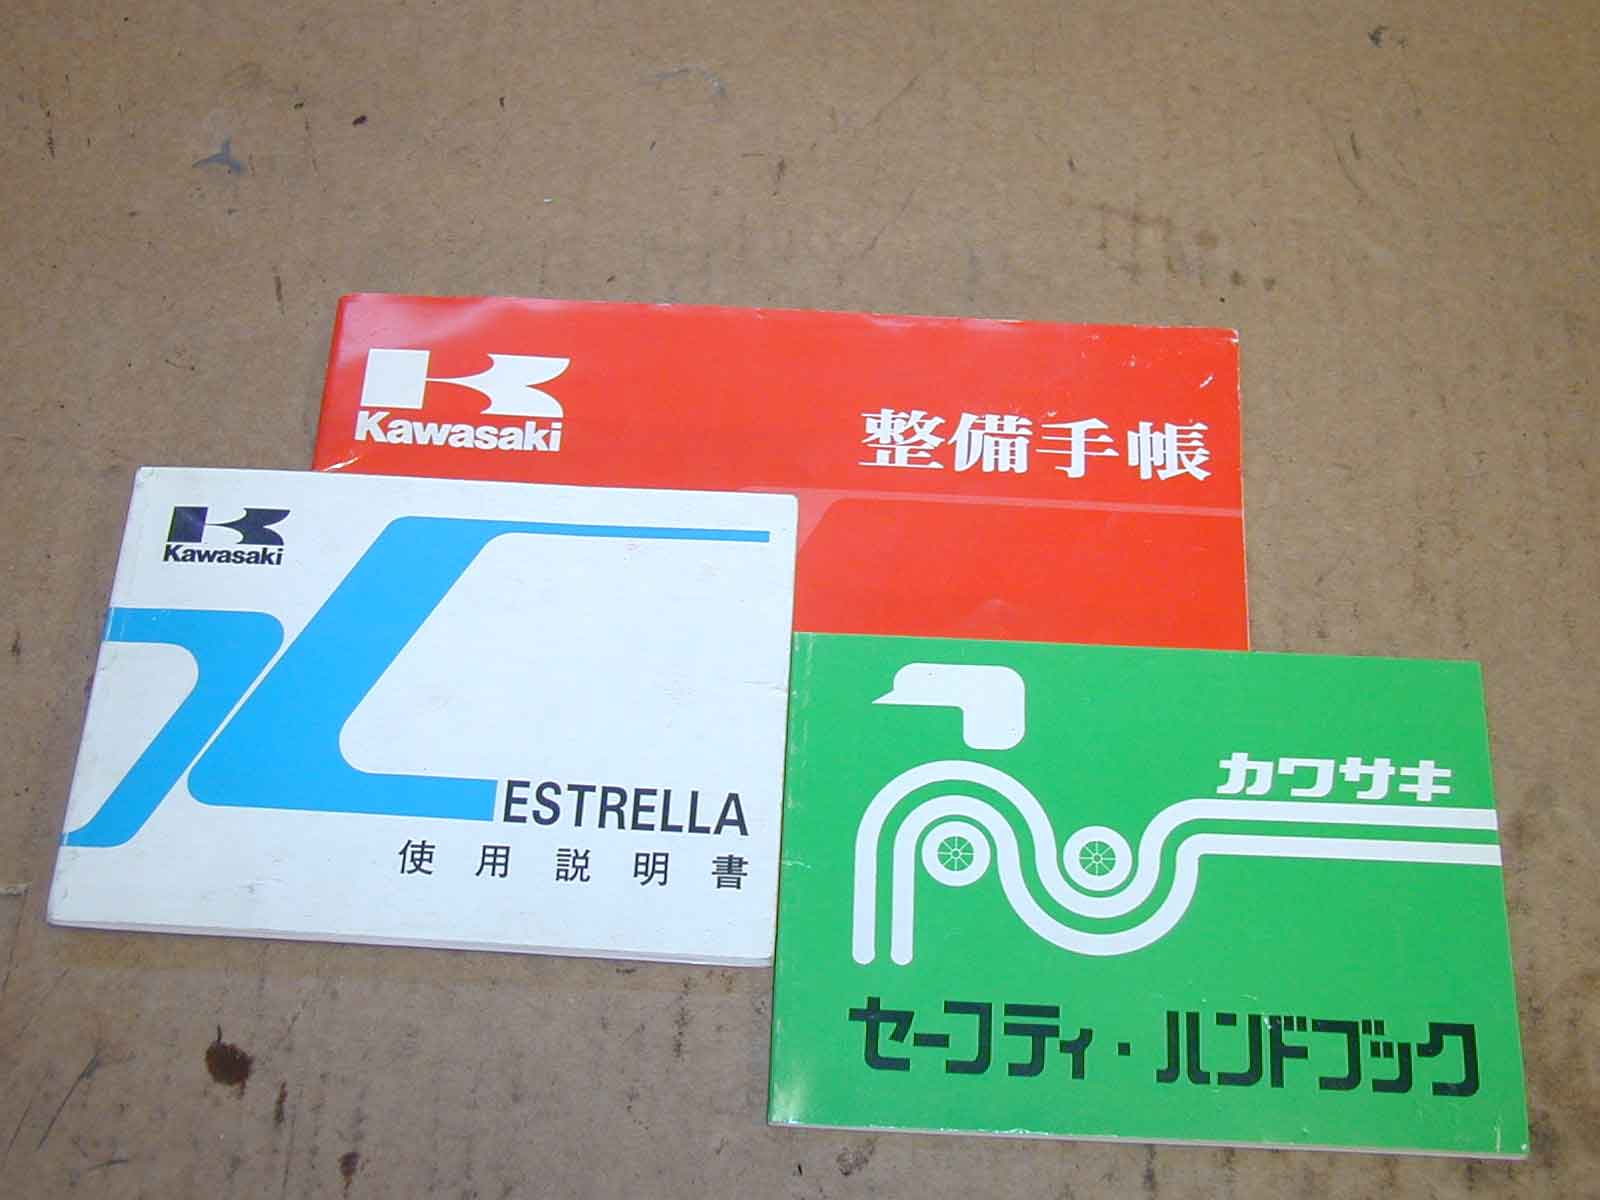 Kawasaki
整備手帳
Kawasaki
ESTRELLA
使用説明書
カワサキ
セーフティ・ハンドブック